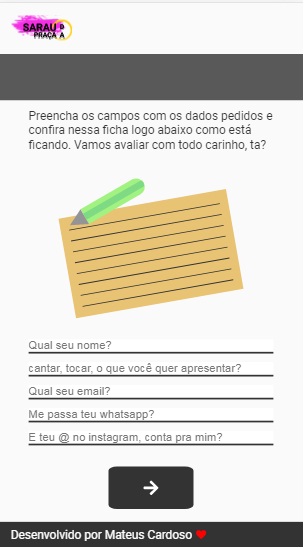 SARAU D
PRAÇA A
Preencha os campos com os dados pedidos e
confira nessa ficha logo abaixo como está
ficando. Vamos avaliar com todo carinho, ta?
Qual seu nome?
cantar, tocar, o que você quer apresentar?
Qual seu email?
Me passa teu whatsapp?
E teu @ no instagram, conta pra mim?
Desenvolvido por Mateus Cardoso